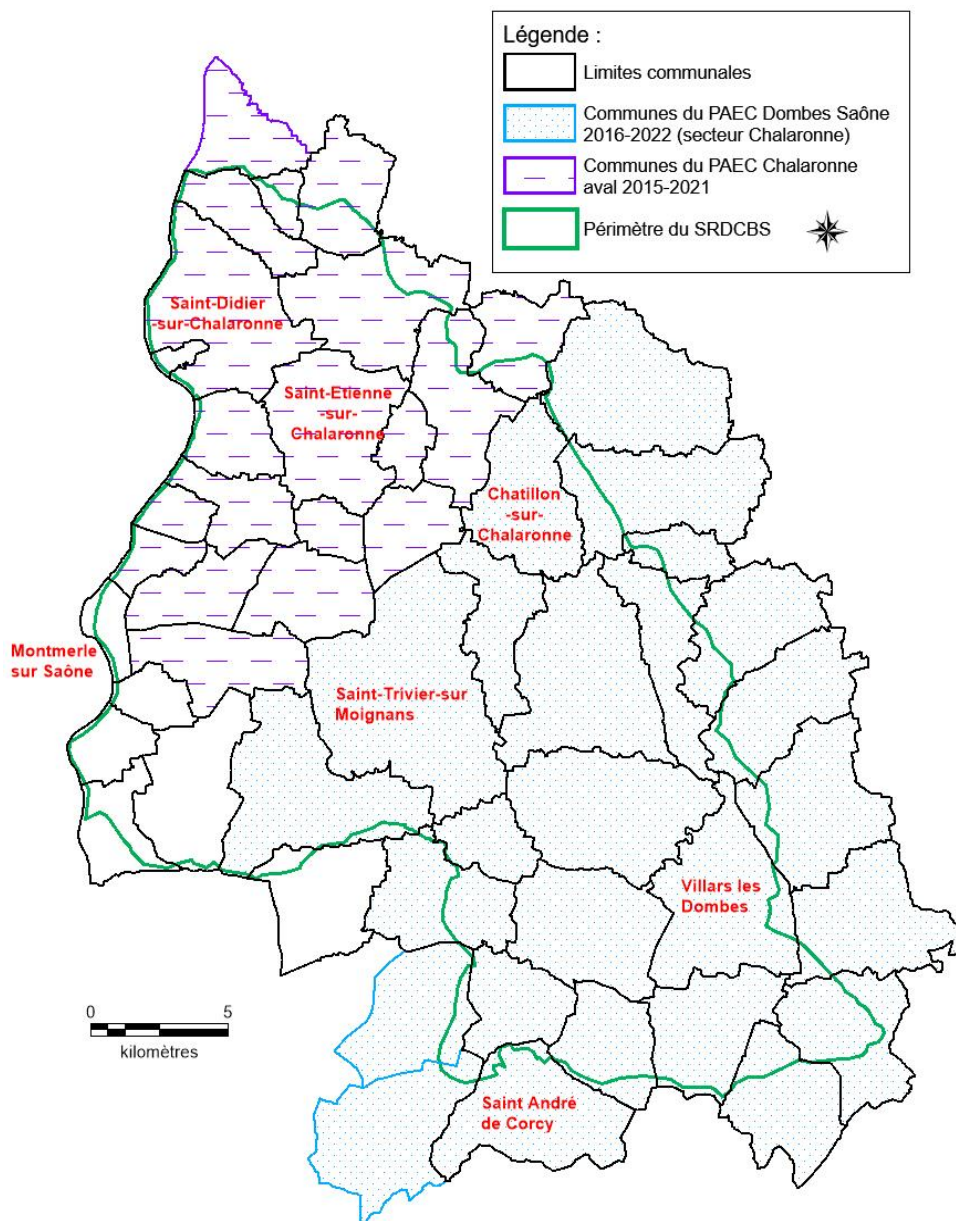 Légende :
Limites communales
Communes du PAEC Dombes Saône
2016-2022 (secteur Chalaronne)
Communes du PAEC Chalaronne
aval 2015-2021
Périmètre du SRDCBS
Saint-Didier
-sur-Chalaronne
Saint-Etienne
-sur-
Chalaronne
Chatillon
-sur-
Chalaronne
Montmerle
sur Saône
Saint-Trivier-sur
Moignans
Villars les
Dombes
0 5
kilomètres
Saint André
de Corcy